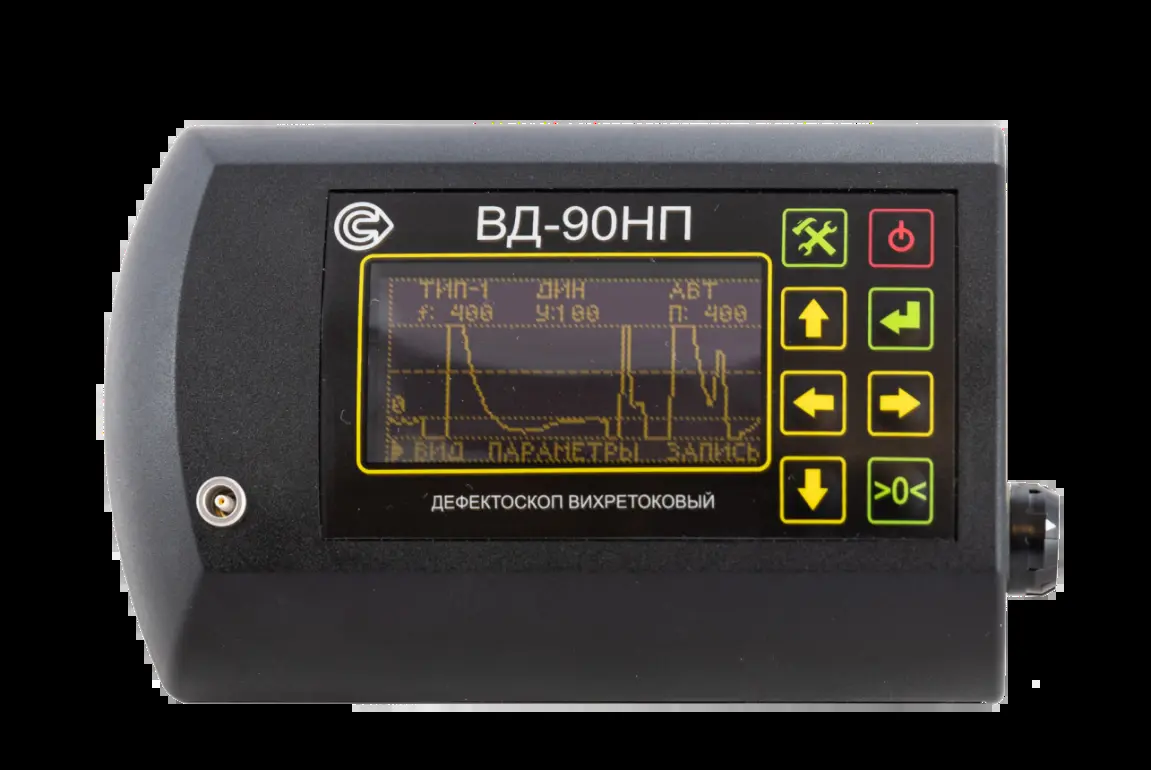 ВД-90НП
ТИП-1 ДИН АБТ
f: 400 У:100 П: 400
0
ВИД ПАРАМЕТРЫ ЗАПИСЬ
ДЕФЕКТОСКОП ВИХРЕТОКОВЫЙ
>0<